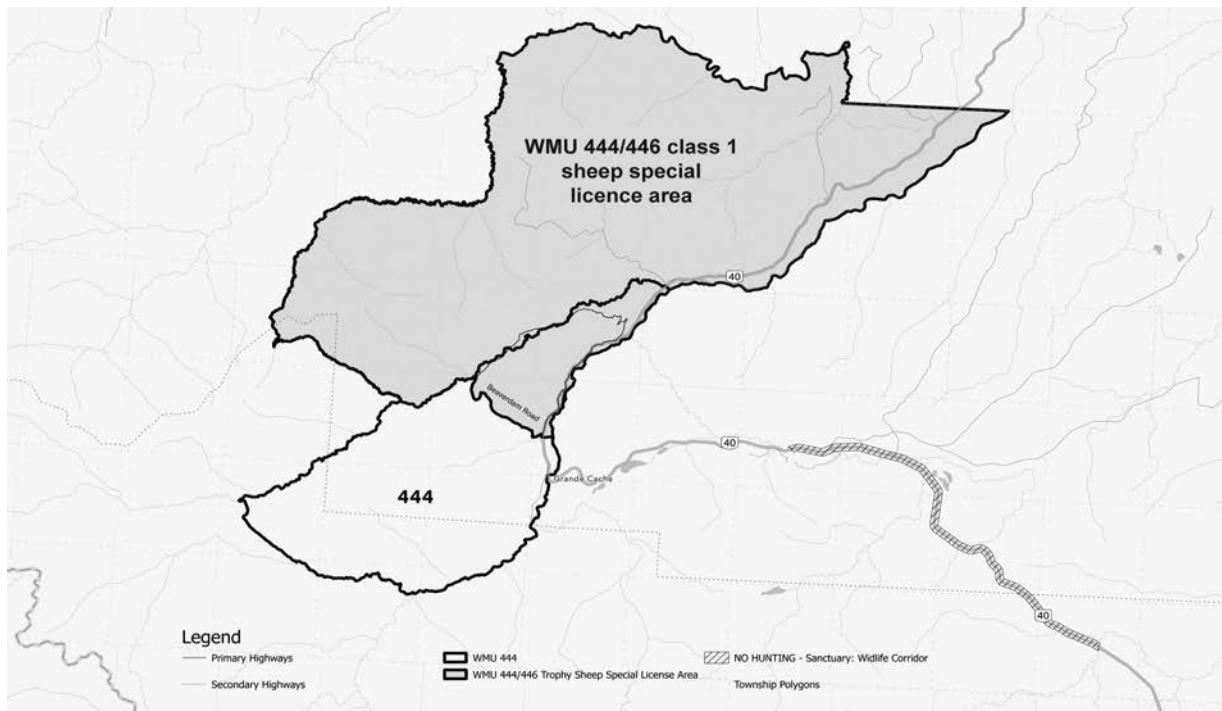 WMU 444/446 class 1
sheep special
licence area
40
Beaverdam Road
40
Grande Cache
444
40
Legend
Primary Highways
Secondary Highways
WMU 444
WMU 444/446 Trophy Sheep Special License Area
NO HUNTING - Sanctuary: Widlife Corridor
Township Polygons